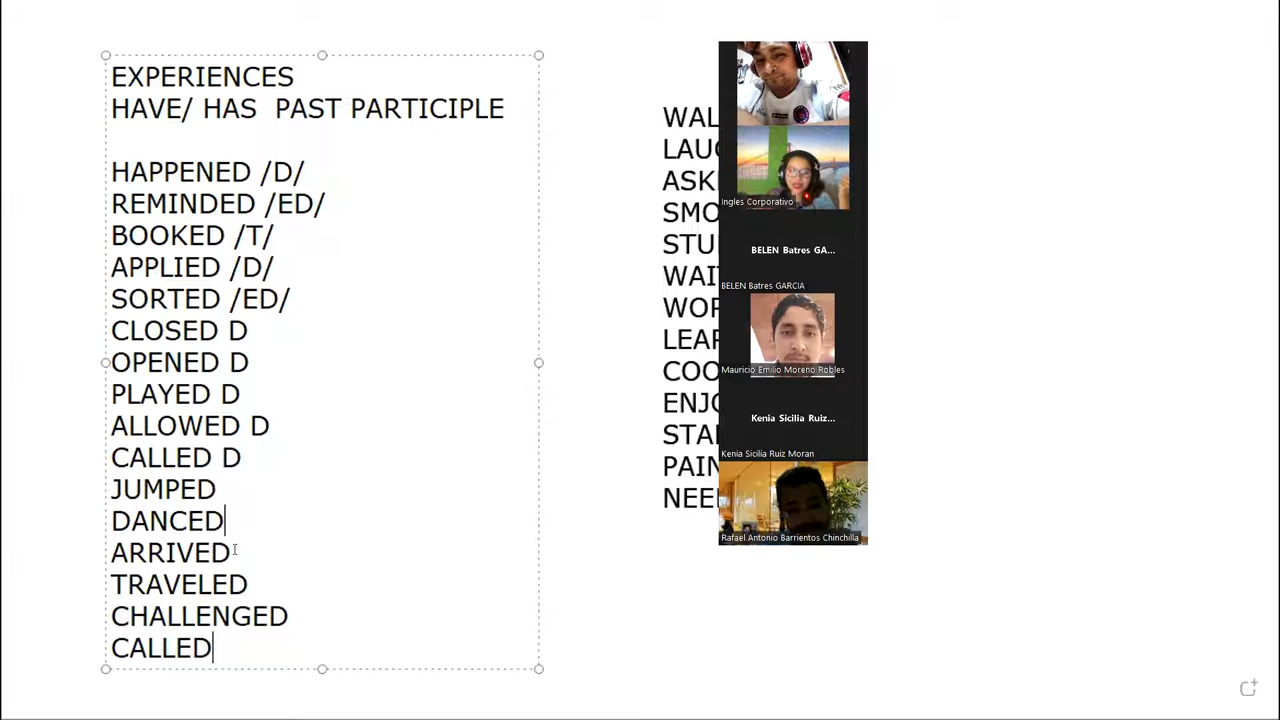 EXPERIENCES
HAVE/ HAS PAST PARTICIPLE
HAPPENED /D/
REMINDED /ED/
BOOKED /T/
APPLIED /D/
SORTED /ED/
CLOSED D
OPENED D
PLAYED D
ALLOWED D
CALLED D
JUMPED
DANCED
ARRIVED
TRAVELED
CHALLENGED
CALLED
Ingles Corporativo
BELEN Batres GA...
BELEN Batres GARCIA
Mauricio Emilio Moreno Robles
Kenia Sicilia Ruiz...
Kenia Sicilia Ruiz Moran
Rafael Antonio Barrientos Chinchilla